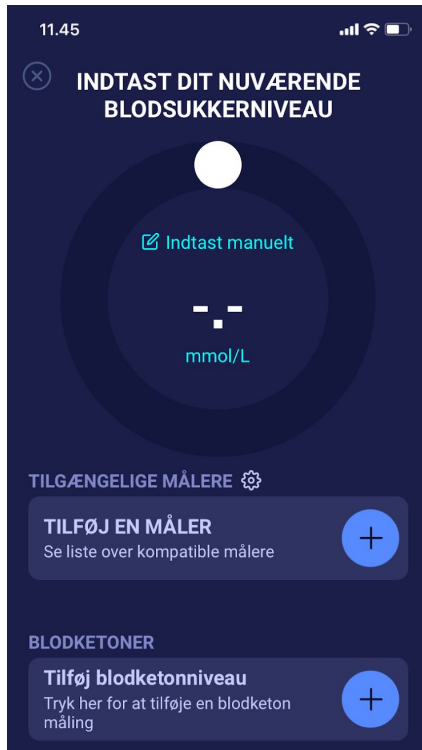 11.45
INDTAST DIT NUVÆRENDE
BLODSUKKERNIVEAU
Indtast manuelt
-.-
mmol/L
TILGÆNGELIGE MÅLERE
TILFØJ EN MÅLER
Se liste over kompatible målere
BLODKETONER
Tilføj blodketonniveau
Tryk her for at tilføje en blodketon
måling